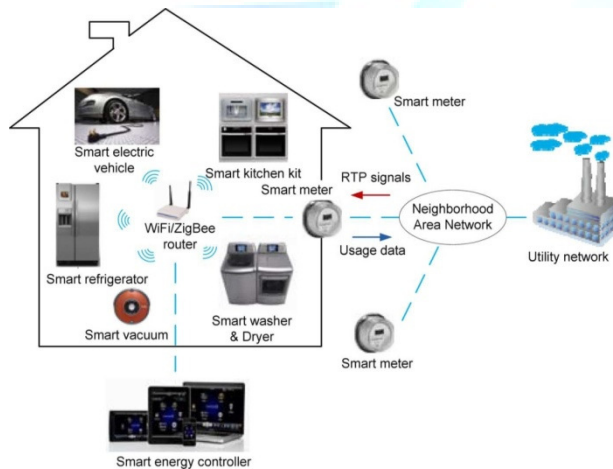 Smart meter
Smart electric
vehicle
Smart kitchen kit
Smart meter
RTP signals
WiFi/ZigBee
router
Neighborhood
Area Network
Usage data
Utility network
Smart refrigerator
Smart vacuum
Smart washer
& Dryer
Smart meter
Smart energy controller